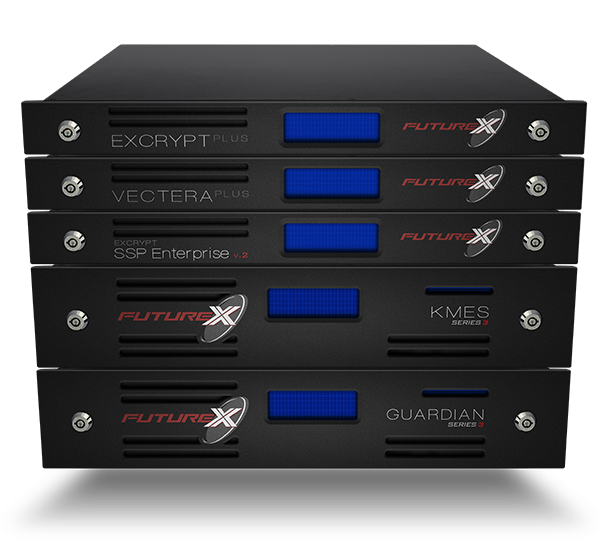 EXCRYPT PLUS
FUTUREX
VECTERA PLUS
FUTUREX
EXCRYPT
SSP Enterprise v.2
FUTUREX
FUTUREX
KMES
SERIES 3
FUTUREX
GUARDIAN
SERIES 3